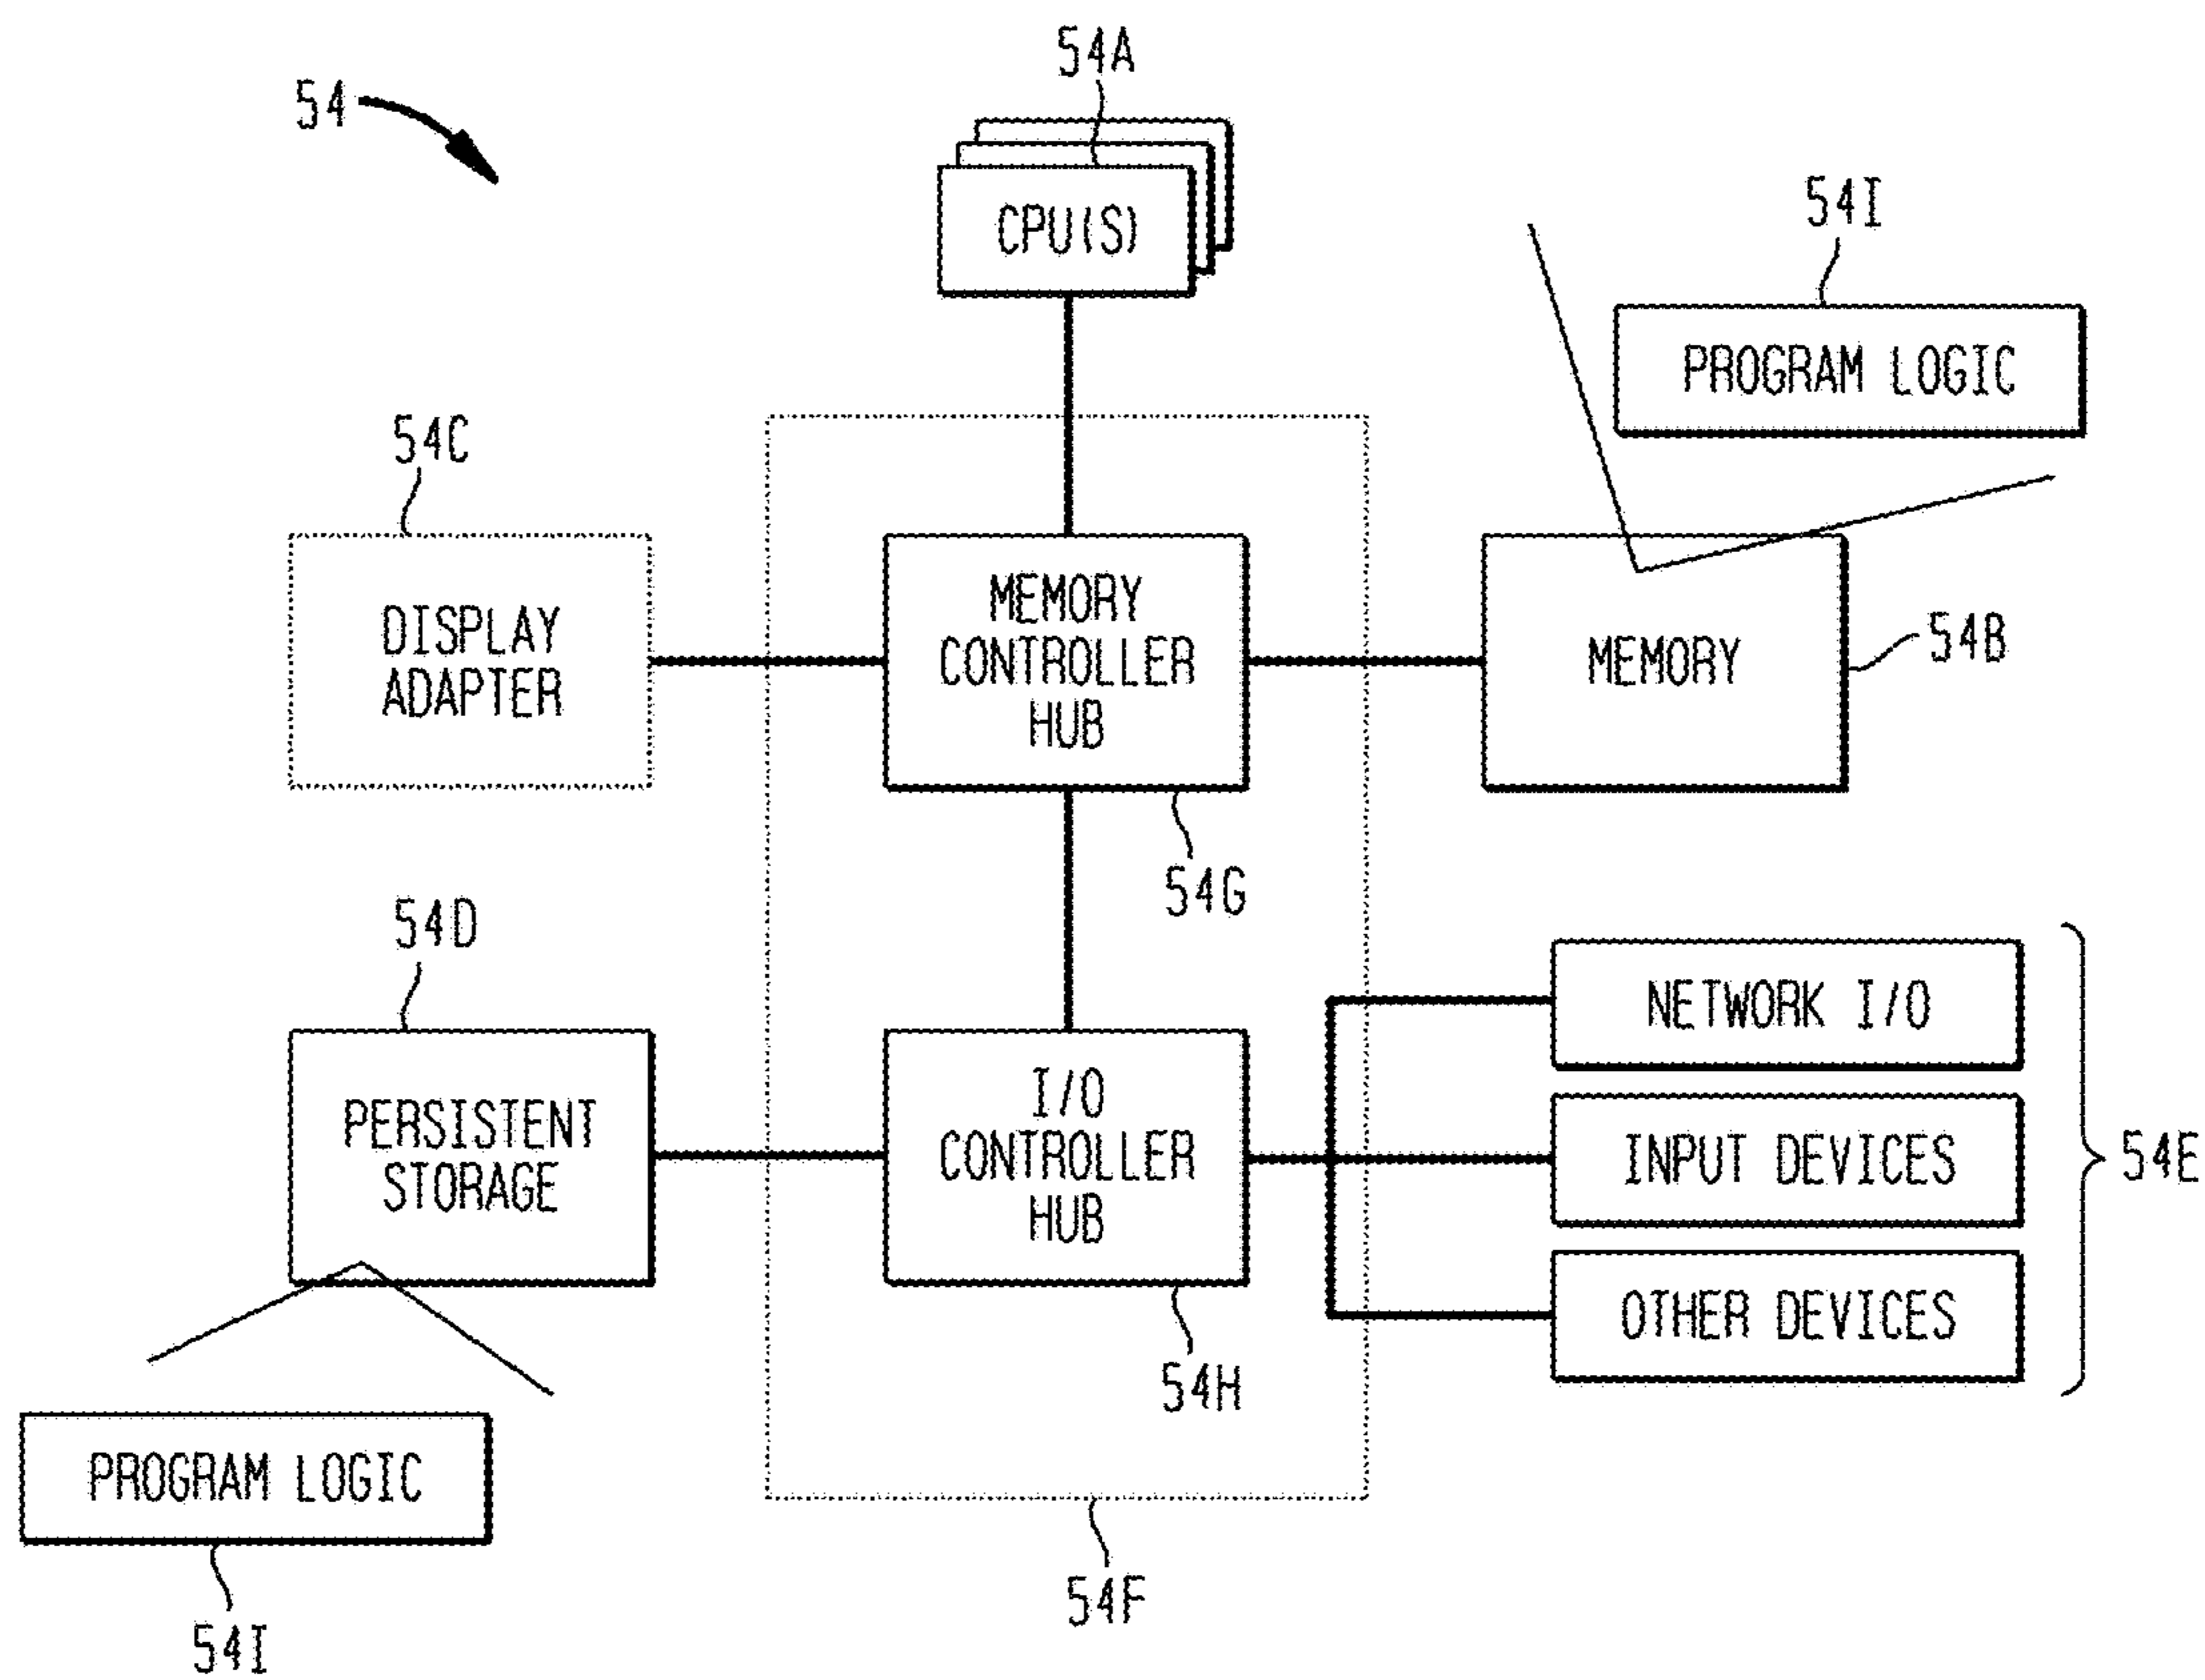 54A
54
CPU(S)
54I
PROGRAM LOGIC
54C
DISPLAY
ADAPTER
MEMORY
CONTROLLER
HUB
MEMORY
54B
54G
54D
PERSISTENT
STORAGE
I/O
CONTROLLER
HUB
NETWORK I/O
INPUT DEVICES
OTHER DEVICES
54E
54H
PROGRAM LOGIC
54F
54I